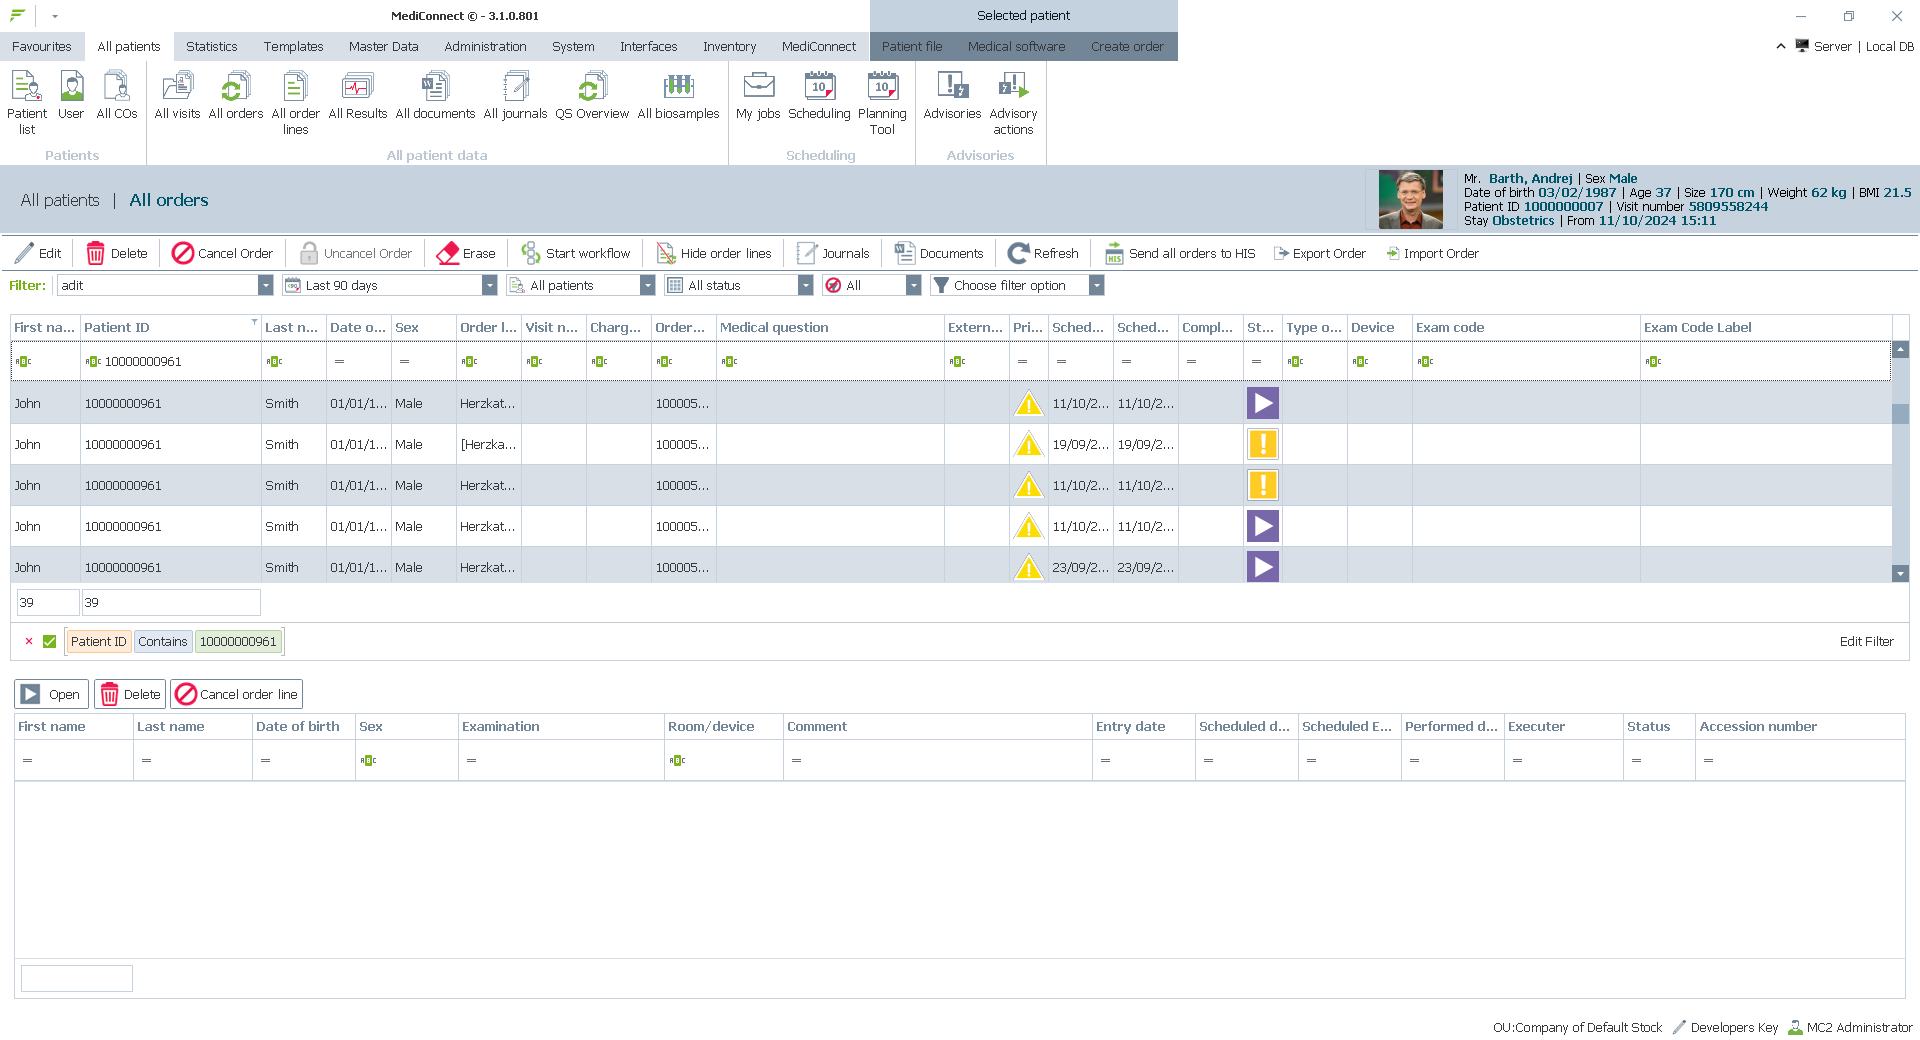 MediConnect © - 3.1.0.801
Selected patient
Favourites All patients Statistics Templates Master Data Administration System Interfaces Inventory MediConnect Patient file Medical software Create order Server | Local DB
Patient list User All COs All visits All orders All order lines All Results All documents All journals QS Overview All biosamples My jobs Scheduling Planning Tool Advisories Advisory actions
Patients All patient data Scheduling Advisories
All patients | All orders
Mr. Barth, Andrej | Sex Male
Date of birth 03/02/1987 | Age 37 | Size 170 cm | Weight 62 kg | BMI 21.5
Patient ID 1000000007 | Visit number 5809558244
Stay Obstetrics | From 11/10/2024 15:11
Edit Delete Cancel Order Uncancel Order Erase Start workflow Hide order lines Journals Documents Refresh Send all orders to HIS Export Order Import Order
Filter: adit Last 90 days All patients All status All Choose filter option
First na... Patient ID Last n... Date o... Sex Order l... Visit n... Charg... Order... Medical question Extern... Pri... Sched... Sched... Compl... St... Type o... Device Exam code Exam Code Label
10000000961
John 10000000961 Smith 01/01/1... Male Herzkat... 100005... 11/10/2... 11/10/2...
John 10000000961 Smith 01/01/1... Male [Herzka... 100005... 19/09/2... 19/09/2...
John 10000000961 Smith 01/01/1... Male Herzkat... 100005... 11/10/2... 11/10/2...
John 10000000961 Smith 01/01/1... Male Herzkat... 100005... 11/10/2... 11/10/2...
John 10000000961 Smith 01/01/1... Male Herzkat... 100005... 23/09/2... 23/09/2...
39 39
Patient ID Contains 10000000961 Edit Filter
Open Delete Cancel order line
First name Last name Date of birth Sex Examination Room/device Comment Entry date Scheduled d... Scheduled E... Performed d... Executer Status Accession number
OU:Company of Default Stock Developers Key MC2 Administrator